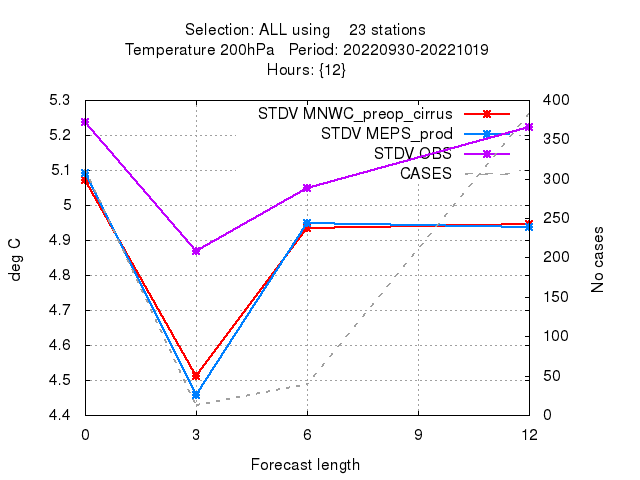 Selection: ALL using    23 stations
Temperature 200hPa   Period: 20220930-20221019
Hours: {12}
5.3
5.2
5.1
5
4.9
4.8
4.7
4.6
4.5
4.4
deg C
STDV MNWC_preop_cirrus
STDV MEPS_prod
STDV OBS
CASES
400
350
300
250
200
150
100
50
0
No cases
0 3 6 9 12
Forecast length